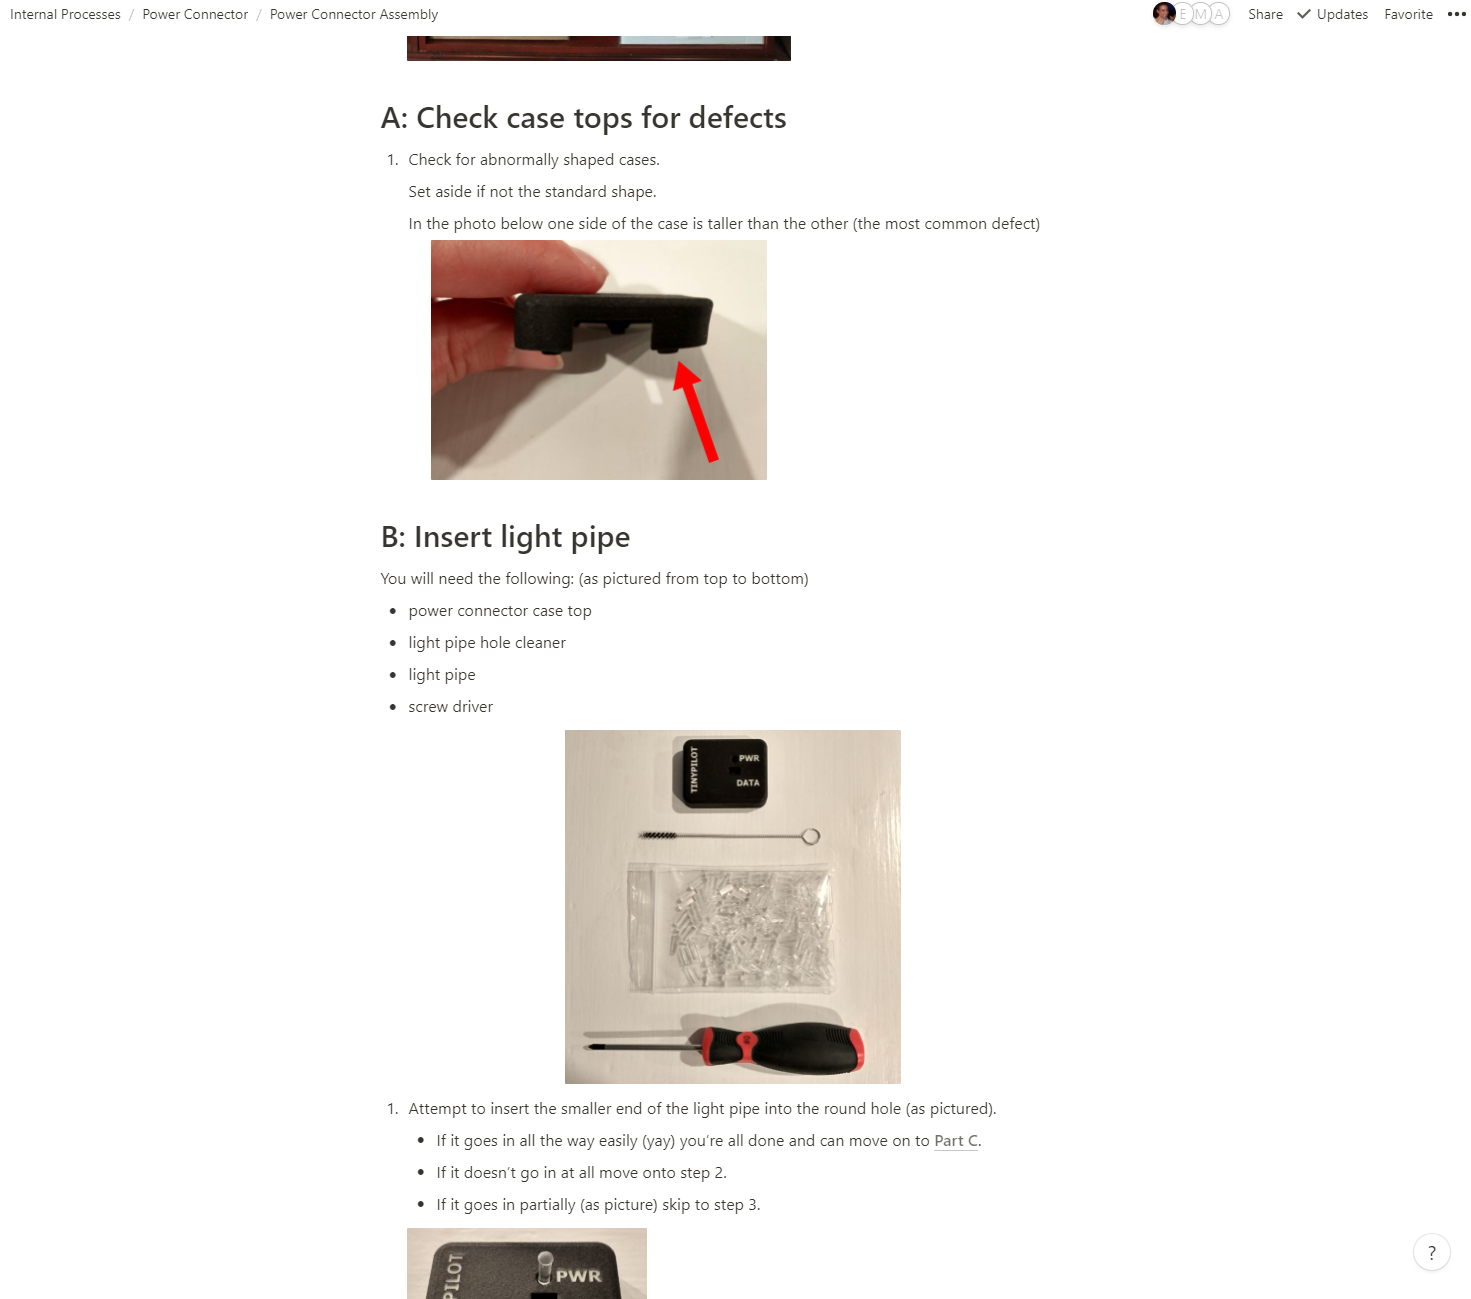 Internal Processes / Power Connector / Power Connector Assembly
E M A Share Updates Favorite •••
A: Check case tops for defects
1. Check for abnormally shaped cases.
Set aside if not the standard shape.
In the photo below one side of the case is taller than the other (the most common defect)
B: Insert light pipe
You will need the following: (as pictured from top to bottom)
• power connector case top
• light pipe hole cleaner
• light pipe
• screw driver
TINYPILOT
PWR
DATA
1. Attempt to insert the smaller end of the light pipe into the round hole (as pictured).
• If it goes in all the way easily (yay) you’re all done and can move on to Part C.
• If it doesn’t go in at all move onto step 2.
• If it goes in partially (as picture) skip to step 3.
PILOT
PWR
?